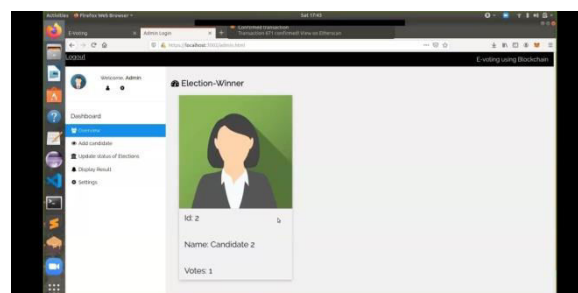 Activities Firefox Web Browser Sat 17:43
E-Voting Admin Login
Confirmed transaction
Transaction 671 confirmed! View on Etherscan
Logout E-voting using Blockchain
Welcome, Admin
Election-Winner
Dashboard
Overview
Add candidate
Update status of Elections
Display Result
Settings
Id: 2
Name: Candidate 2
Votes: 1